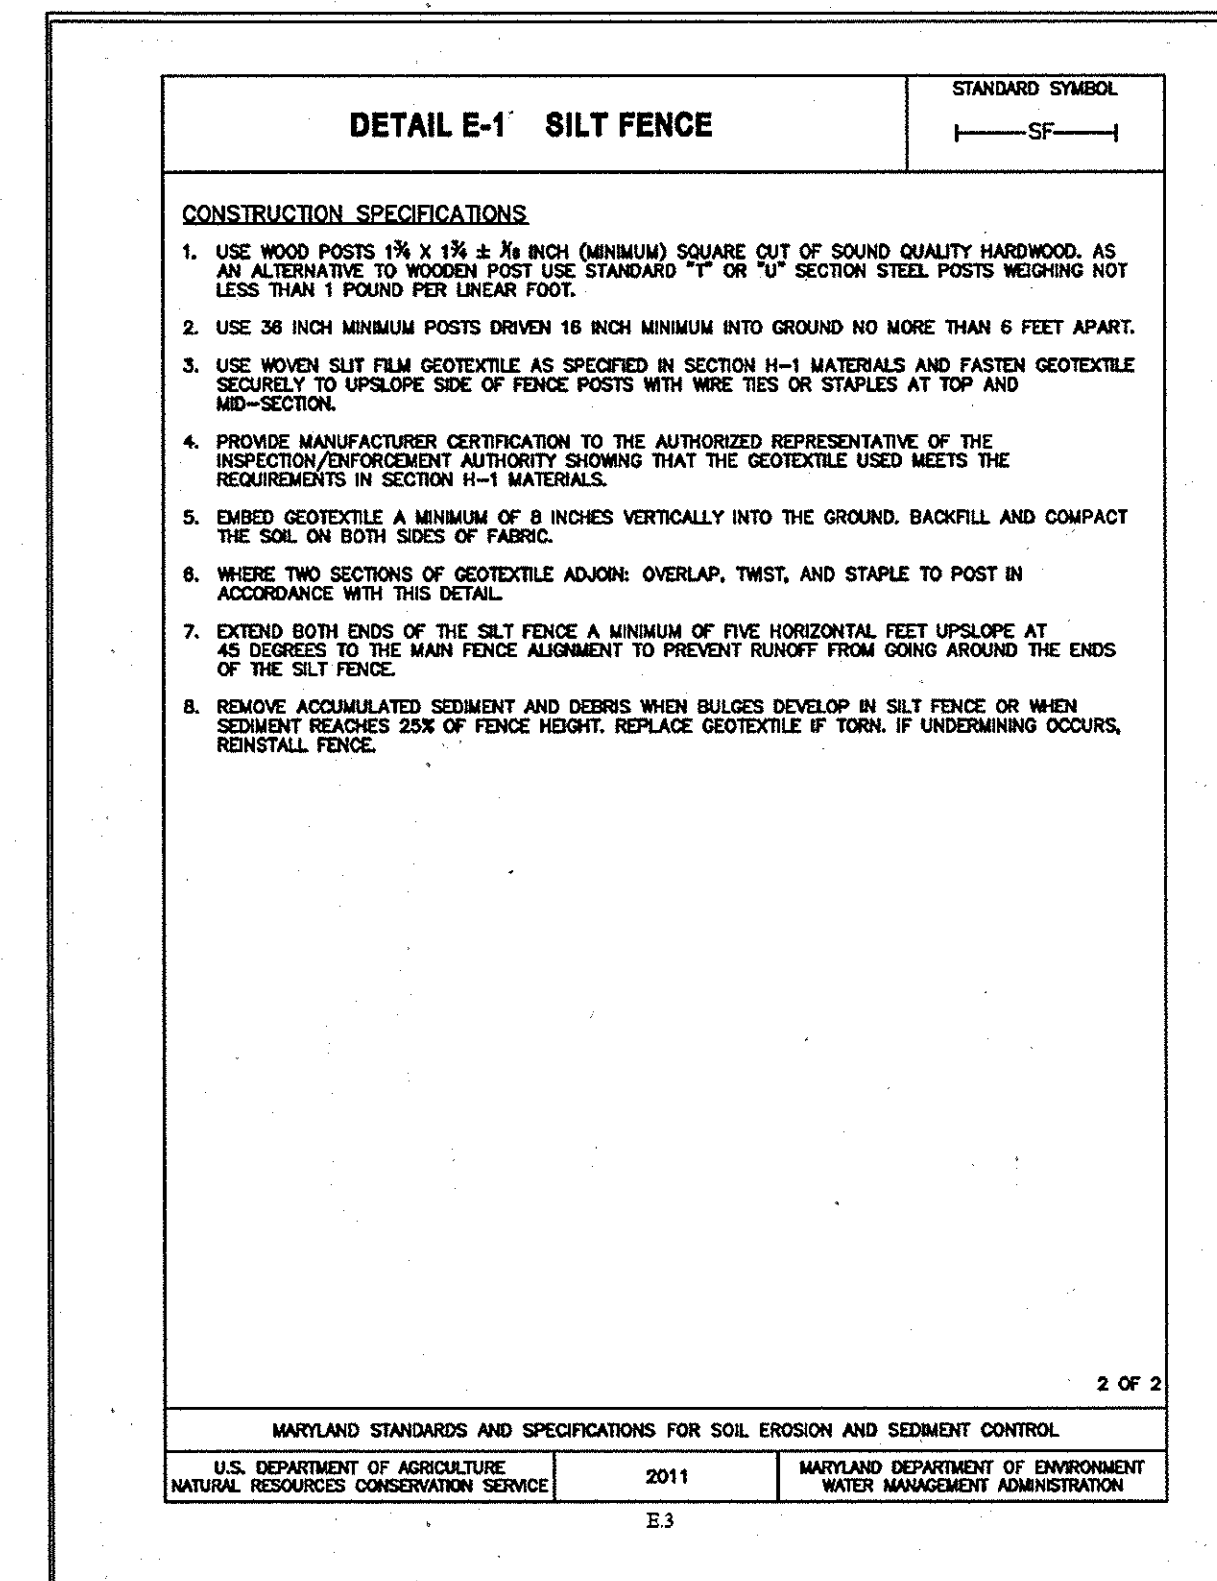 DETAIL E-1 SILT FENCE
STANDARD SYMBOL
SF
CONSTRUCTION SPECIFICATIONS
1. USE WOOD POSTS 1¾ X 1¾ ± 1/16 INCH (MINIMUM) SQUARE CUT OF SOUND QUALITY HARDWOOD. AS
AN ALTERNATIVE TO WOODEN POST USE STANDARD "T" OR "U" SECTION STEEL POSTS WEIGHING NOT
LESS THAN 1 POUND PER LINEAR FOOT.
2. USE 36 INCH MINIMUM POSTS DRIVEN 16 INCH MINIMUM INTO GROUND NO MORE THAN 6 FEET APART.
3. USE WOVEN SLIT FILM GEOTEXTILE AS SPECIFIED IN SECTION H-1 MATERIALS AND FASTEN GEOTEXTILE
SECURELY TO UPSLOPE SIDE OF FENCE POSTS WITH WIRE TIES OR STAPLES AT TOP AND
MID-SECTION.
4. PROVIDE MANUFACTURER CERTIFICATION TO THE AUTHORIZED REPRESENTATIVE OF THE
INSPECTION/ENFORCEMENT AUTHORITY SHOWING THAT THE GEOTEXTILE USED MEETS THE
REQUIREMENTS IN SECTION H-1 MATERIALS.
5. EMBED GEOTEXTILE A MINIMUM OF 8 INCHES VERTICALLY INTO THE GROUND. BACKFILL AND COMPACT
THE SOIL ON BOTH SIDES OF FABRIC.
6. WHERE TWO SECTIONS OF GEOTEXTILE ADJOIN: OVERLAP, TWIST, AND STAPLE TO POST IN
ACCORDANCE WITH THIS DETAIL.
7. EXTEND BOTH ENDS OF THE SILT FENCE A MINIMUM OF FIVE HORIZONTAL FEET UPSLOPE AT
45 DEGREES TO THE MAIN FENCE ALIGNMENT TO PREVENT RUNOFF FROM GOING AROUND THE ENDS
OF THE SILT FENCE.
8. REMOVE ACCUMULATED SEDIMENT AND DEBRIS WHEN BULGES DEVELOP IN SILT FENCE OR WHEN
SEDIMENT REACHES 25% OF FENCE HEIGHT. REPLACE GEOTEXTILE IF TORN. IF UNDERMINING OCCURS,
REINSTALL FENCE.
2 OF 2
MARYLAND STANDARDS AND SPECIFICATIONS FOR SOIL EROSION AND SEDIMENT CONTROL
U.S. DEPARTMENT OF AGRICULTURE
NATURAL RESOURCES CONSERVATION SERVICE
2011
MARYLAND DEPARTMENT OF ENVIRONMENT
WATER MANAGEMENT ADMINISTRATION
E.3